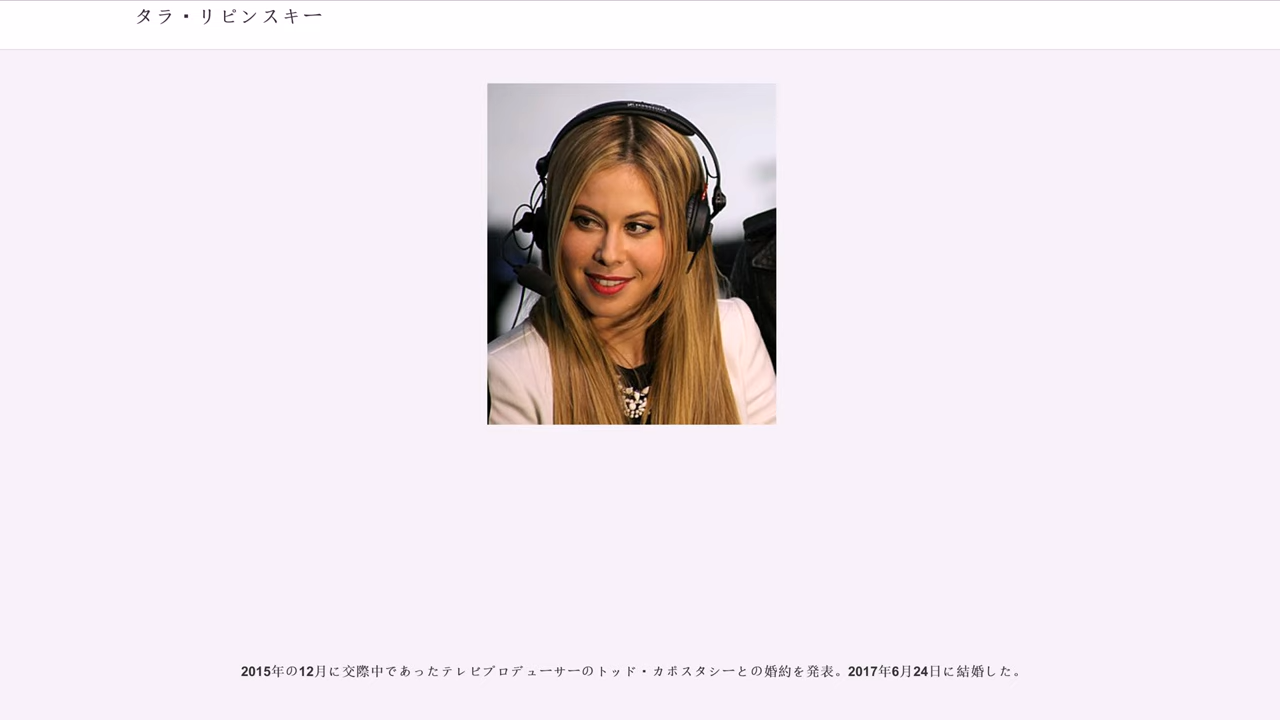 タラ・リピンスキー
2015年の12月に交際中であったテレビプロデューサーのトッド・カポスタシーとの婚約を発表。2017年6月24日に結婚した。